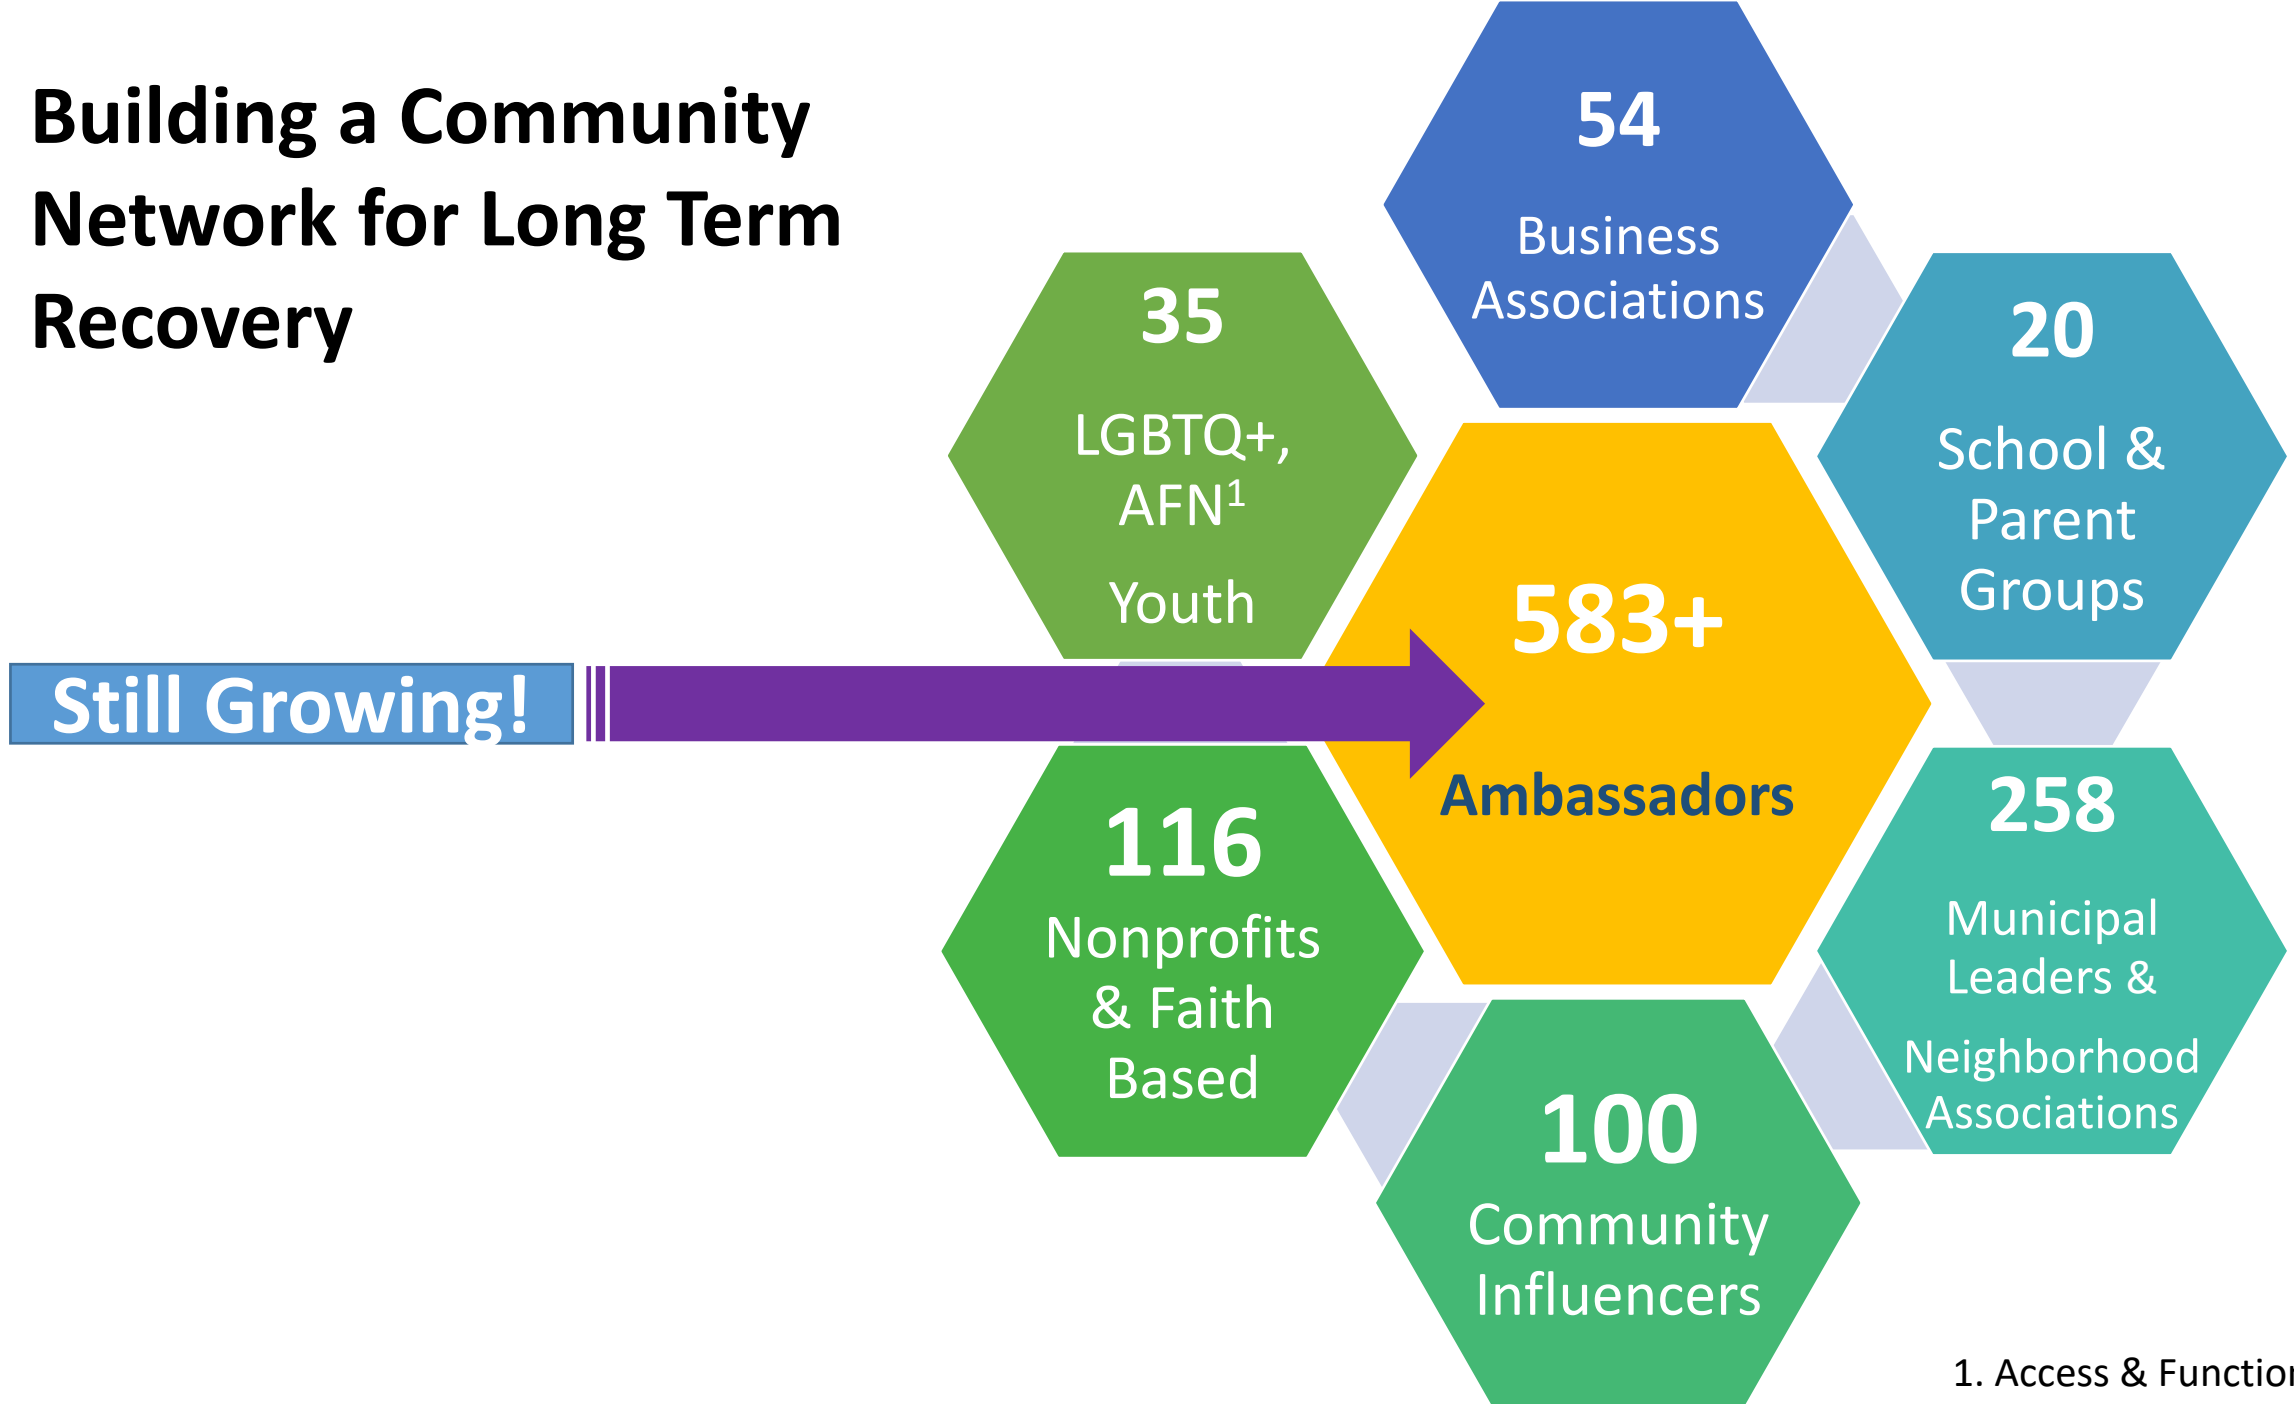 Building a Community
Network for Long Term
Recovery
54
Business
Associations
35
LGBTQ+,
AFN¹
Youth
20
School &
Parent
Groups
583+
Ambassadors
Still Growing!
116
Nonprofits
& Faith
Based
258
Municipal
Leaders &
Neighborhood
Associations
100
Community
Influencers
1. Access &